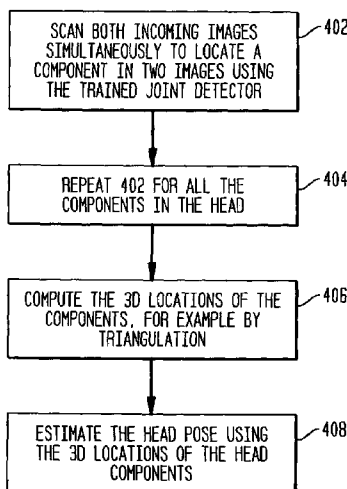 SCAN BOTH INCOMING IMAGES
SIMULTANEOUSLY TO LOCATE A
COMPONENT IN TWO IMAGES USING
THE TRAINED JOINT DETECTOR
402
REPEAT 402 FOR ALL THE
COMPONENTS IN THE HEAD
404
COMPUTE THE 3D LOCATIONS OF THE
COMPONENTS, FOR EXAMPLE BY
TRIANGULATION
406
ESTIMATE THE HEAD POSE USING
THE 3D LOCATIONS OF THE HEAD
COMPONENTS
408